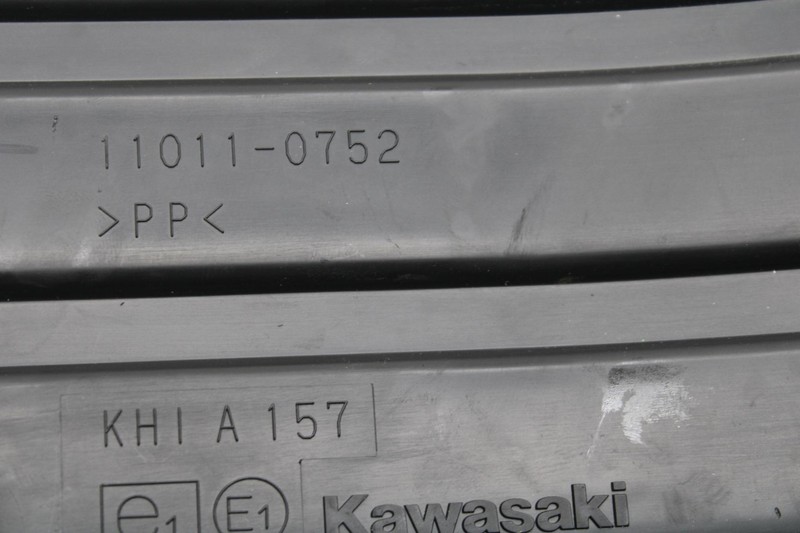 11011-0752
>PP<
KHI A 157
e1 E1 Kawasaki